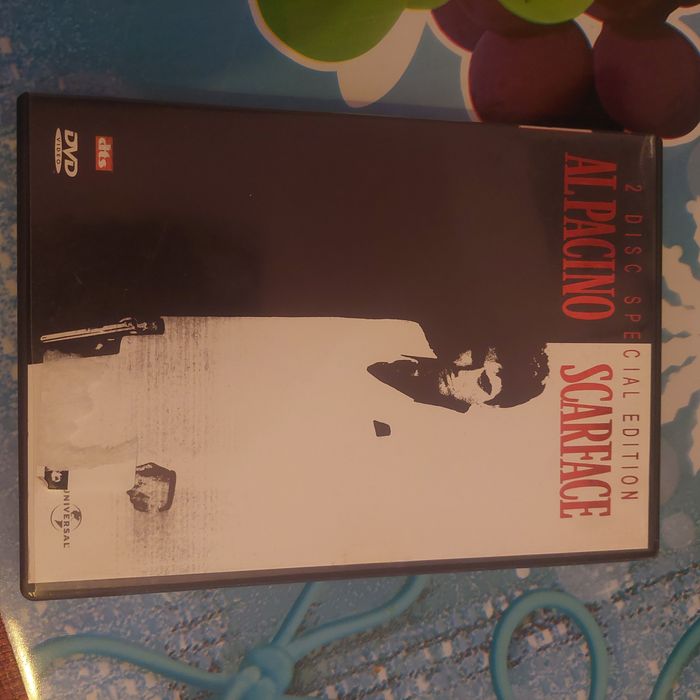 2 DISC SPECIAL EDITION
AL PACINO SCARFACE
dts
DVD
VIDEO
UNIVERSAL